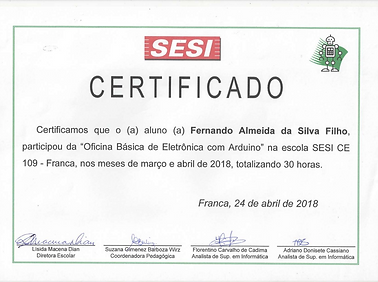 SESI
CERTIFICADO
Certificamos que o (a) aluno (a) Fernando Almeida da Silva Filho,
participou da "Oficina Básica de Eletrônica com Arduino" na escola SESI CE
109 - Franca, nos meses de março e abril de 2018, totalizando 30 horas.
Franca, 24 de abril de 2018
Lisida Macena Dian Suzana Gimenez Barboza Wirz Florentino Carvalho de Cadima Adriano Donisete Cassiano
Diretora Escolar Coordenadora Pedagógica Analista de Sup. em Informática Analista de Sup. em Informática